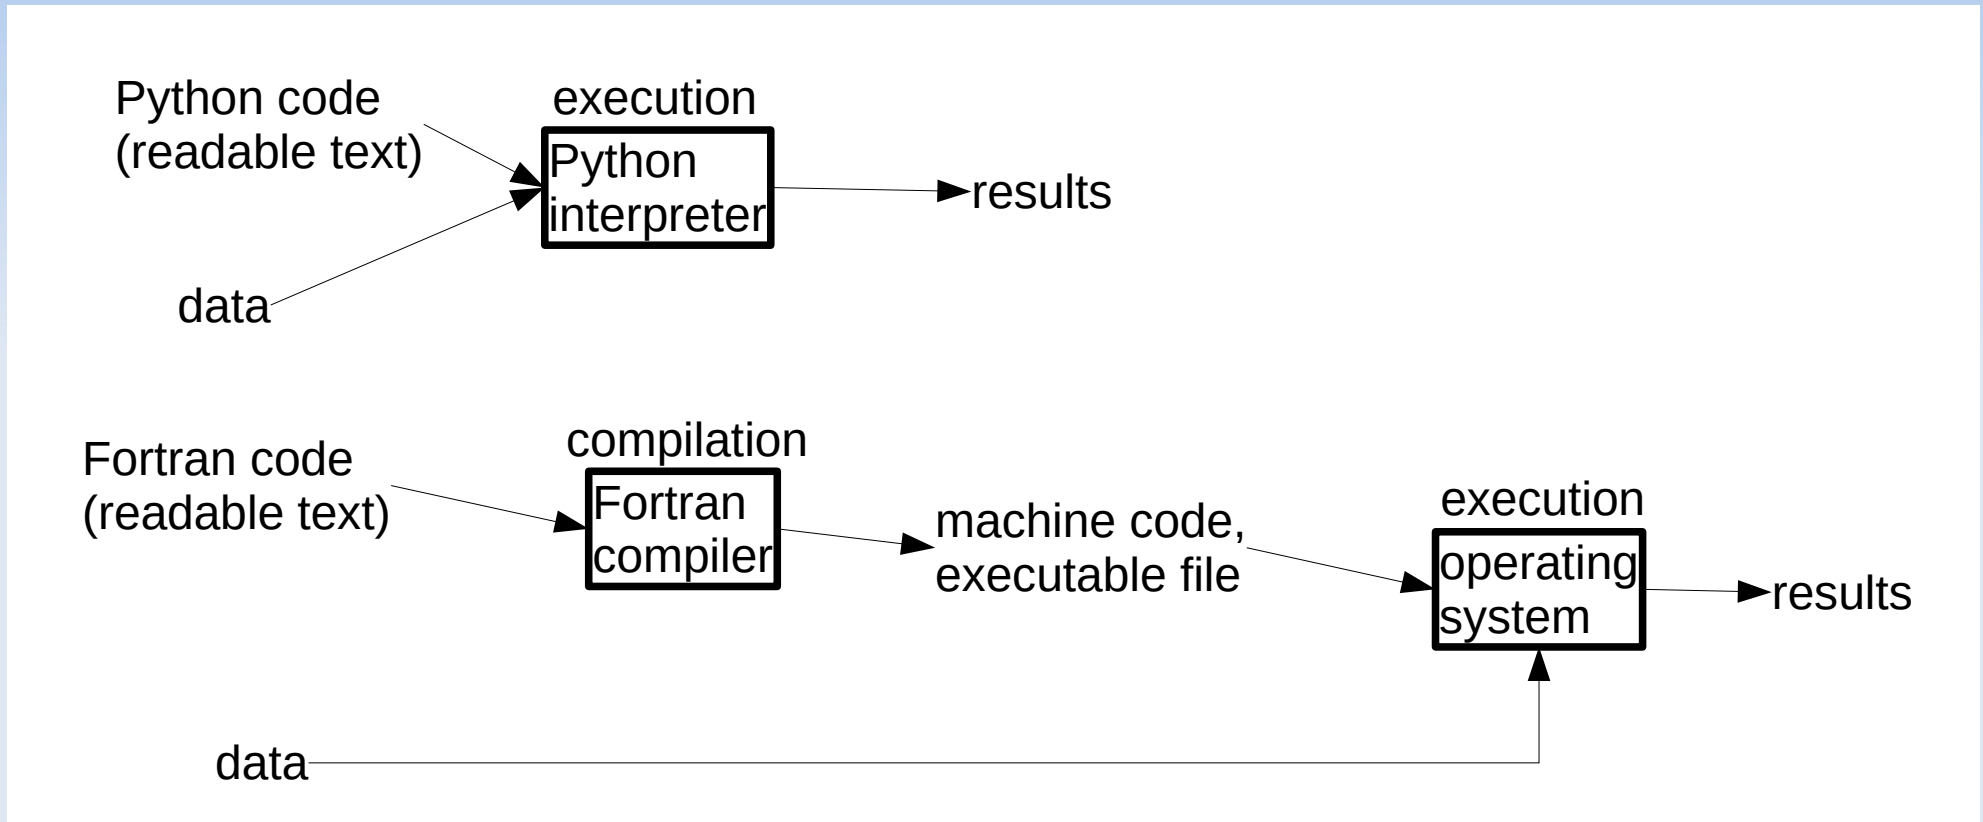 Python code
(readable text)
execution
Python
interpreter
results
data
Fortran code
(readable text)
compilation
Fortran
compiler
machine code,
executable file
execution
operating
system
results
data